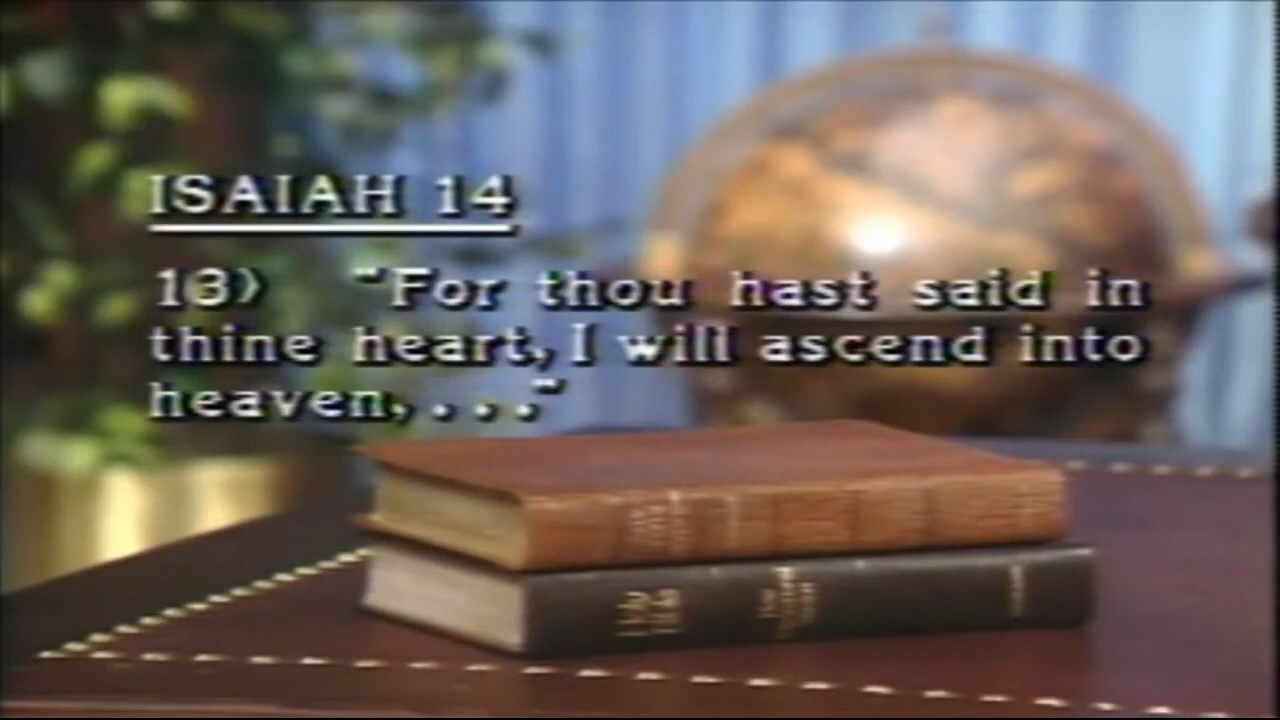 ISAIAH 14
13) "For thou hast said in
thine heart, I will ascend into
heaven,..."